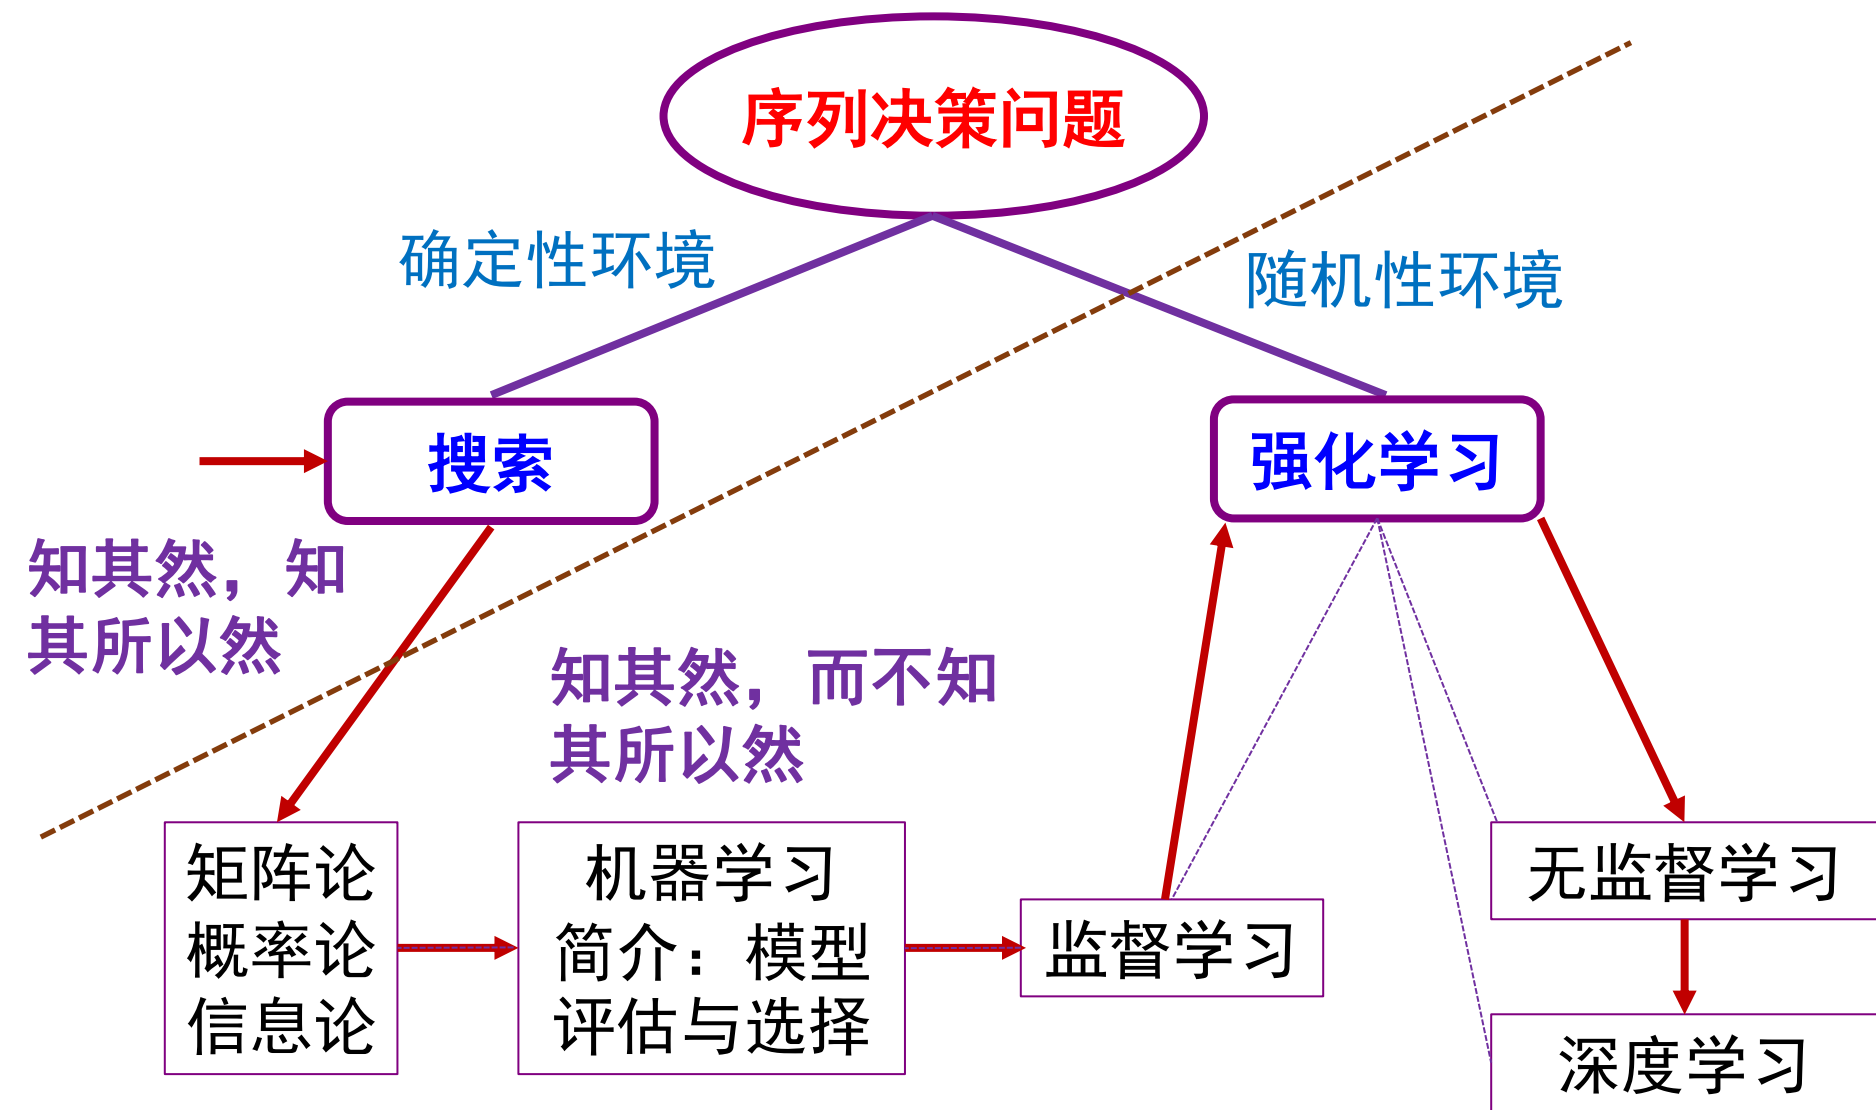 序列决策问题
确定性环境
随机性环境
搜索
强化学习
知其然，知
其所以然
知其然，而不知
其所以然
矩阵论
概率论
信息论
机器学习
简介：模型
评估与选择
监督学习
无监督学习
深度学习